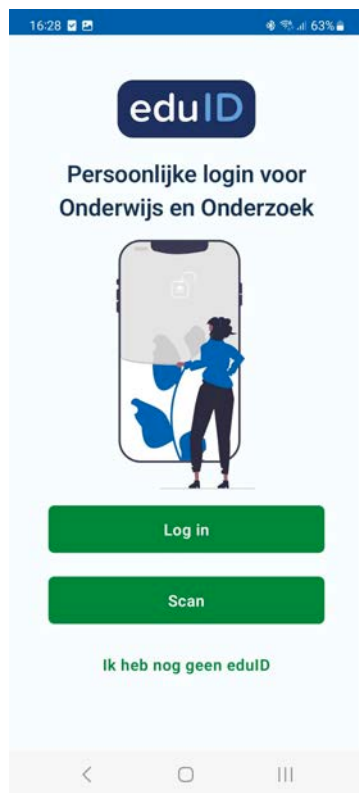 16:28 63%
eduID
Persoonlijke login voor
Onderwijs en Onderzoek
Log in
Scan
Ik heb nog geen eduID